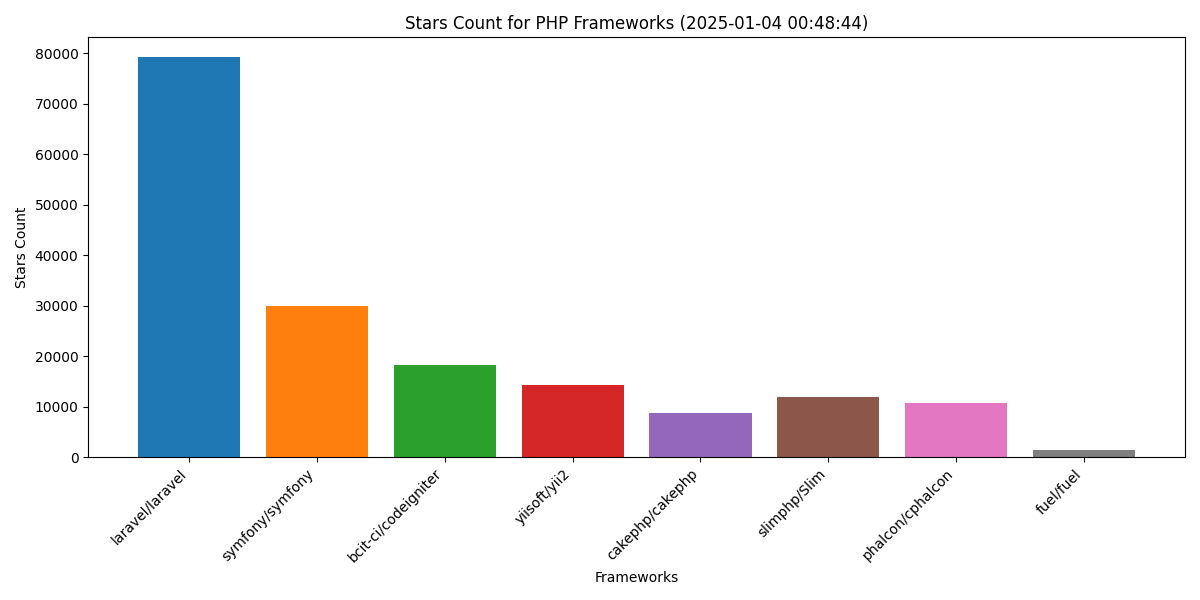 Stars Count for PHP Frameworks (2025-01-04 00:48:44)
Stars Count
80000
70000
60000
50000
40000
30000
20000
10000
0
laravel/laravel
symfony/symfony
bcit-ci/codeigniter
yiisoft/yii2
cakephp/cakephp
slimphp/Slim
phalcon/cphalcon
fuel/fuel
Frameworks